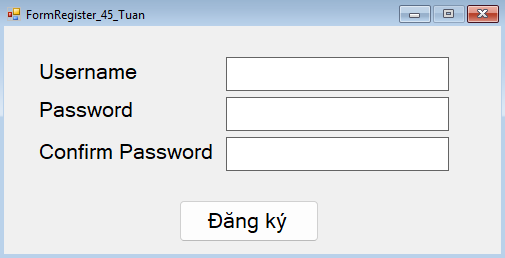 FormRegister_45_Tuan
Username
Password
Confirm Password
Đăng ký